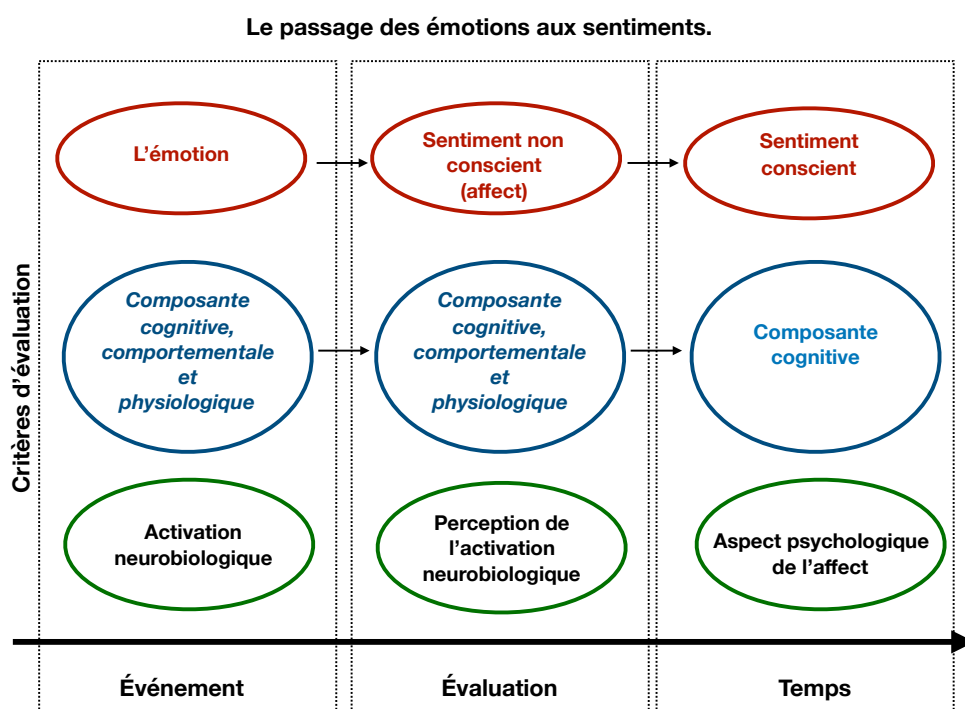 Le passage des émotions aux sentiments.
L'émotion
Sentiment non
conscient
(affect)
Sentiment
conscient
Critères d'évaluation
Composante
cognitive,
comportementale
et
physiologique
Composante
cognitive,
comportementale
et
physiologique
Composante
cognitive
Activation
neurobiologique
Perception de
l'activation
neurobiologique
Aspect psychologique
de l'affect
Événement
Évaluation
Temps